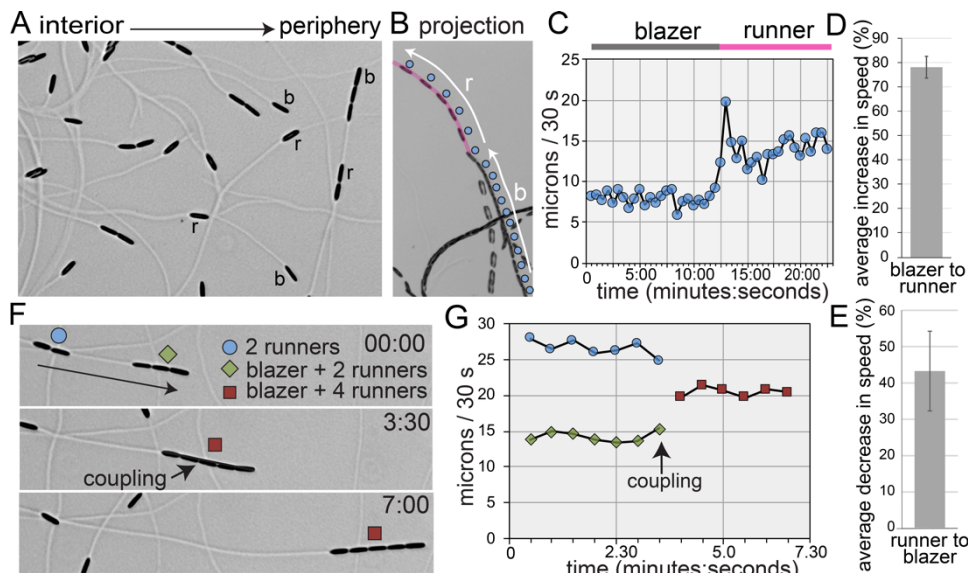 A interior periphery
b
b
r
r
r
b
B projection
r
b
C
blazer runner
microns / 30 s
25
20
15
10
5
0
5:00 10:00 15:00 20:00
time (minutes:seconds)
D
average increase in speed (%)
90
80
70
60
50
40
30
20
10
0
blazer to
runner
F
00:00
2 runners
blazer + 2 runners
blazer + 4 runners
3:30
coupling
7:00
G
microns / 30 s
30
25
20
15
10
5
0
coupling
0 2:30 5:0 7.30
time (minutes:seconds)
E
average decrease in speed (%)
60
50
40
30
20
10
0
runner to
blazer